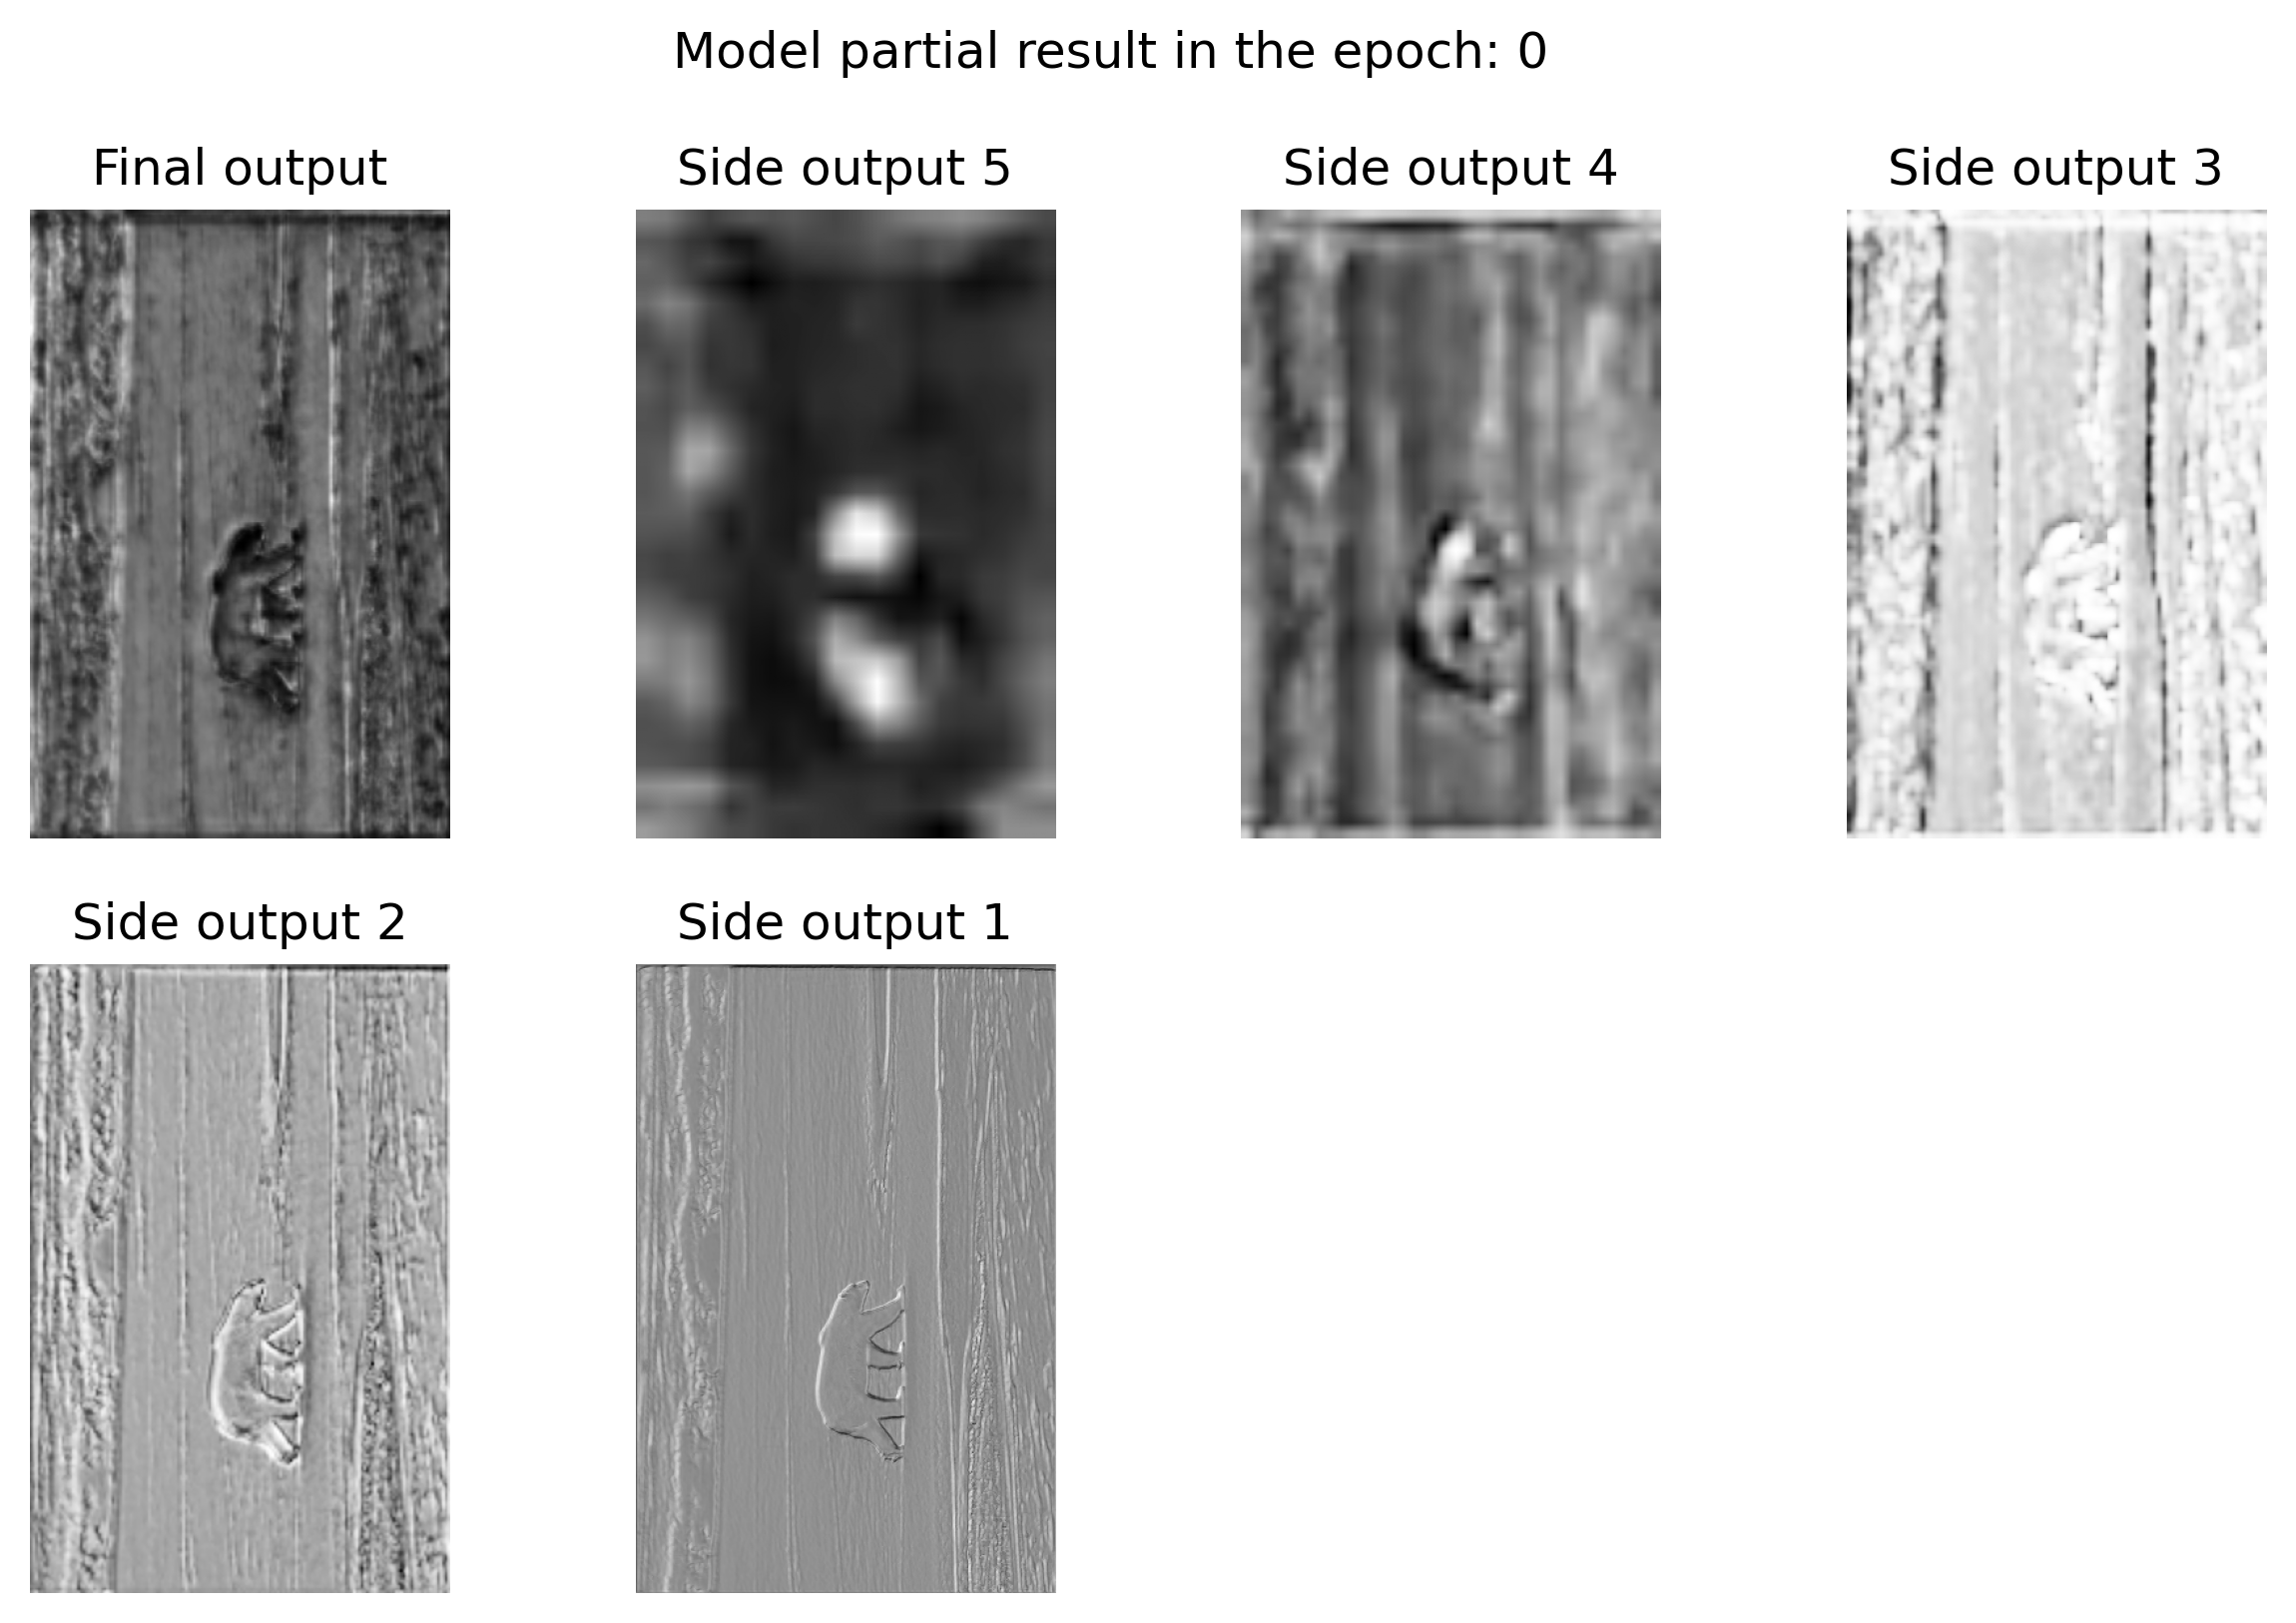 Model partial result in the epoch: 0
Final output
Side output 5
Side output 4
Side output 3
Side output 2
Side output 1